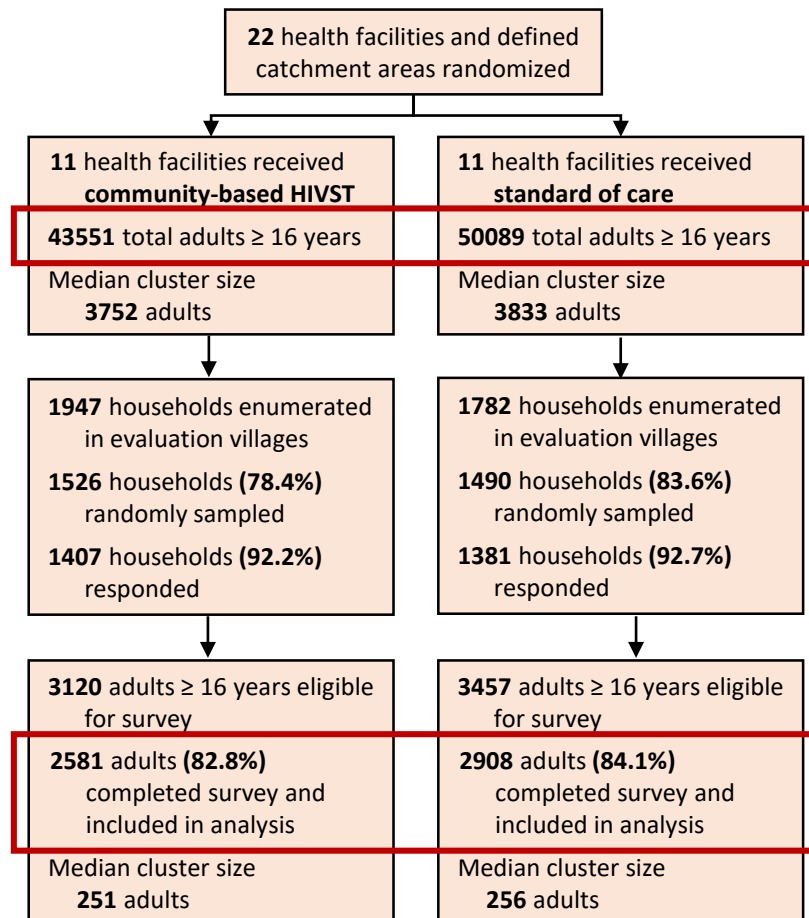 22 health facilities and defined
catchment areas randomized
11 health facilities received
community-based HIVST
43551 total adults ≥ 16 years
Median cluster size
3752 adults
11 health facilities received
standard of care
50089 total adults ≥ 16 years
Median cluster size
3833 adults
1947 households enumerated
in evaluation villages
1526 households (78.4%)
randomly sampled
1407 households (92.2%)
responded
1782 households enumerated
in evaluation villages
1490 households (83.6%)
randomly sampled
1381 households (92.7%)
responded
3120 adults ≥ 16 years eligible
for survey
2581 adults (82.8%)
completed survey and
included in analysis
Median cluster size
251 adults
3457 adults ≥ 16 years eligible
for survey
2908 adults (84.1%)
completed survey and
included in analysis
Median cluster size
256 adults